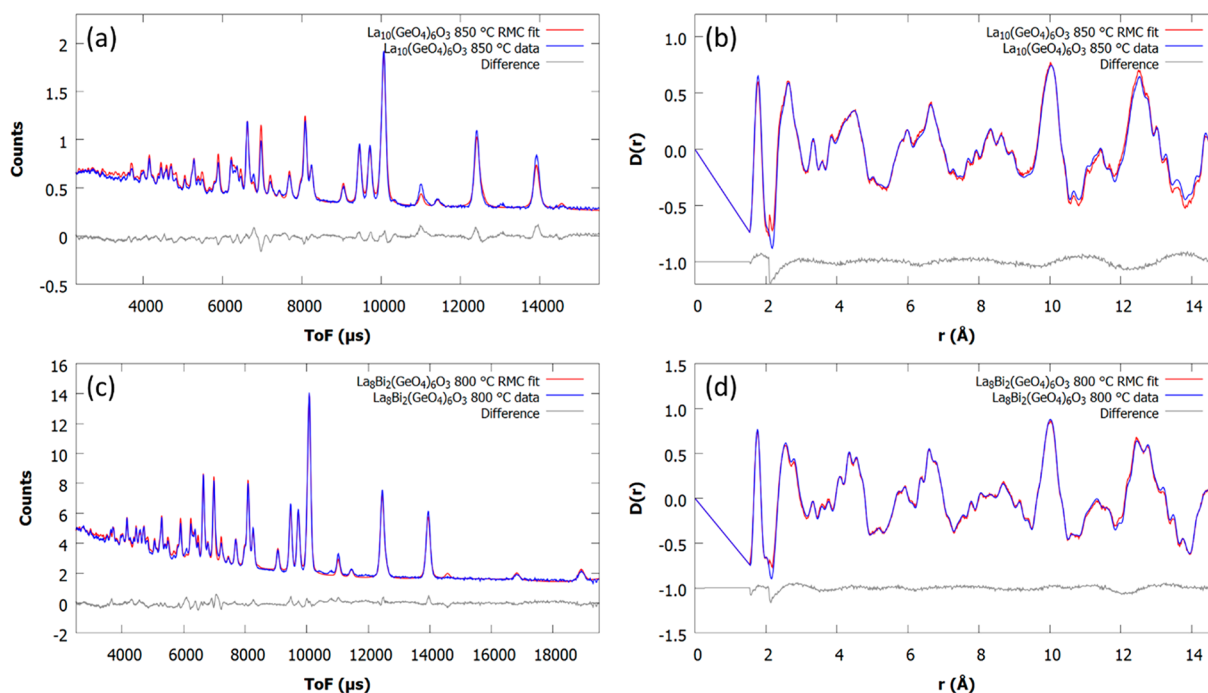 (a)
La10(GeO4)6O3 850 °C RMC fit
La10(GeO4)6O3 850 °C data
Difference
2
1.5
1
0.5
0
-0.5
Counts
4000 6000 8000 10000 12000 14000
ToF (µs)
(b)
La10(GeO4)6O3 850 °C RMC fit
La10(GeO4)6O3 850 °C data
Difference
1.0
0.5
0.0
-0.5
-1.0
D(r)
0 2 4 6 8 10 12 14
r (Å)
(c)
La8Bi2(GeO4)6O3 800 °C RMC fit
La8Bi2(GeO4)6O3 800 °C data
Difference
16
14
12
10
8
6
4
2
0
-2
Counts
4000 6000 8000 10000 12000 14000 16000 18000
ToF (µs)
(d)
La8Bi2(GeO4)6O3 800 °C RMC fit
La8Bi2(GeO4)6O3 800 °C data
Difference
1.5
1.0
0.5
0.0
-0.5
-1.0
-1.5
D(r)
0 2 4 6 8 10 12 14
r (Å)